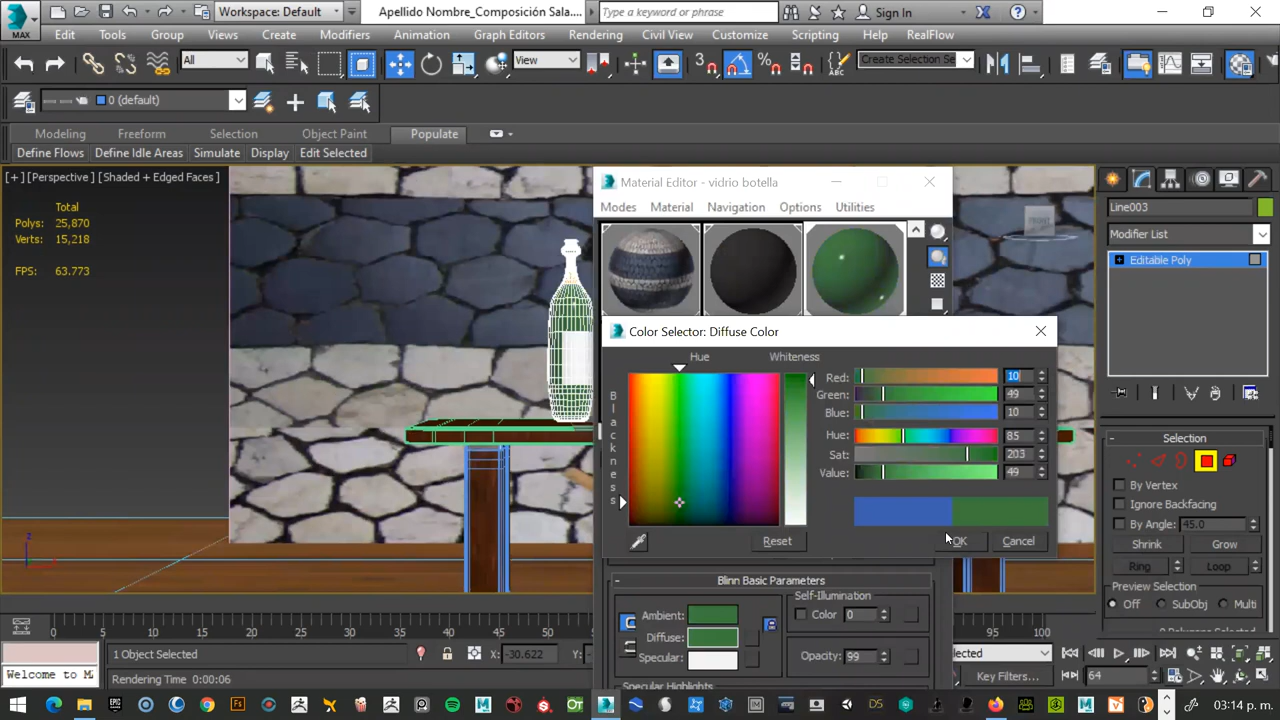 Workspace: Default
Apellido Nombre_Composición Sala....
Type a keyword or phrase
Sign In
MAX
Edit Tools Group Views Create Modifiers Animation Graph Editors Rendering Civil View Customize Scripting Help RealFlow
All
View
3
Create Selection Se
ABC
0 (default)
Modeling Freeform Selection Object Paint Populate
Define Flows Define Idle Areas Simulate Display Edit Selected
[+] [Perspective ] [Shaded + Edged Faces ]
Total
Polys: 25,870
Verts: 15,218
FPS: 63.773
FRONT
Material Editor - vidrio botella
Modes Material Navigation Options Utilities
Color Selector: Diffuse Color
Hue Whiteness
Blackness
Red: 10
Green: 49
Blue: 10
Hue: 85
Sat: 203
Value: 49
Reset OK Cancel
Blinn Basic Parameters
Self-Illumination
Ambient: Color 0
Diffuse:
Specular: Opacity: 99
Specular Highlights
Line003
Modifier List
Editable Poly
Selection
By Vertex
Ignore Backfacing
By Angle: 45.0
Shrink Grow
Ring Loop
Preview Selection
Off SubObj Multi
z
0 5 10 15 20 25 30 35 40 45 50 95 100
1 Object Selected X: -30.622 Y:
Welcome to M
Rendering Time 0:00:06
lected
Key Filters... 64
03:14 p. m.